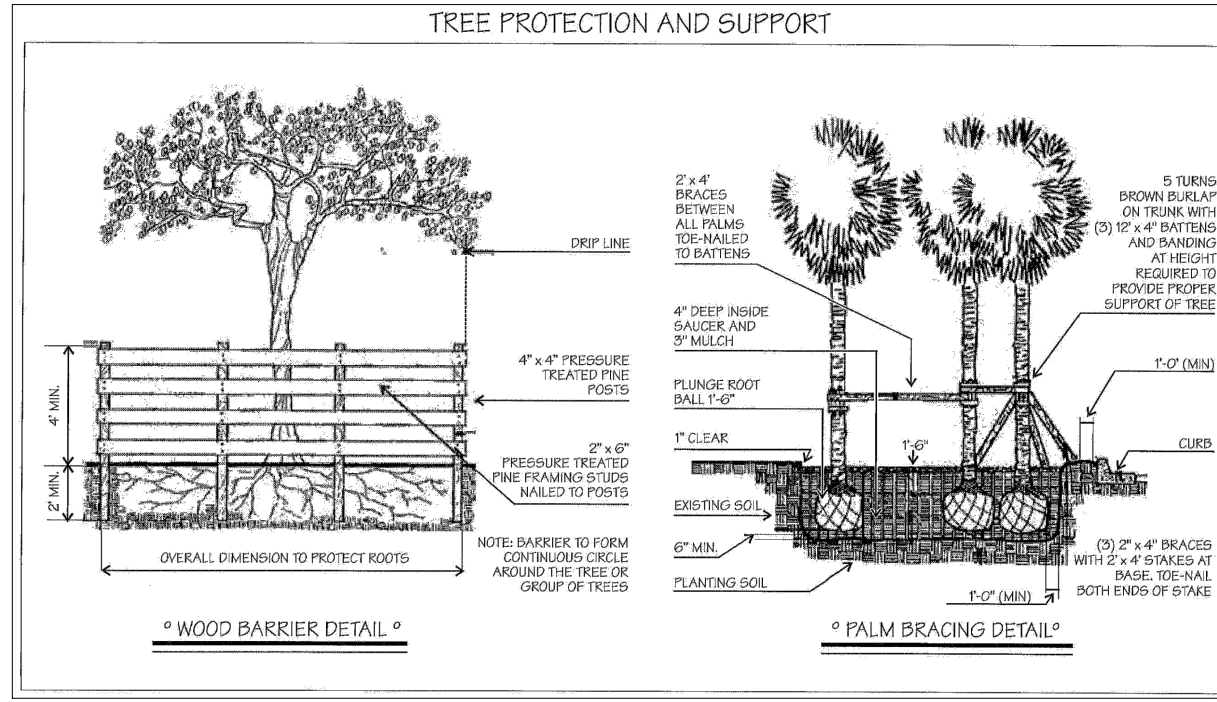 TREE PROTECTION AND SUPPORT
DRIP LINE
4" x 4" PRESSURE
TREATED PINE
POSTS
2" x 6"
PRESSURE TREATED
PINE FRAMING STUDS
NAILED TO POSTS
4' MIN.
2' MIN.
OVERALL DIMENSION TO PROTECT ROOTS
NOTE: BARRIER TO FORM
CONTINUOUS CIRCLE
AROUND THE TREE OR
GROUP OF TREES
° WOOD BARRIER DETAIL °
2' x 4'
BRACES
BETWEEN
ALL PALMS
TOE-NAILED
TO BATTENS
4" DEEP INSIDE
SAUCER AND
3" MULCH
PLUNGE ROOT
BALL 1'-6"
1" CLEAR
EXISTING SOIL
6" MIN.
PLANTING SOIL
1'-6"
5 TURNS
BROWN BURLAP
ON TRUNK WITH
(3) 12' x 4" BATTENS
AND BANDING
AT HEIGHT
REQUIRED TO
PROVIDE PROPER
SUPPORT OF TREE
1'-0" (MIN)
CURB
(3) 2" x 4" BRACES
WITH 2' x 4' STAKES AT
BASE. TOE-NAIL
BOTH ENDS OF STAKE
1'-0" (MIN)
° PALM BRACING DETAIL°